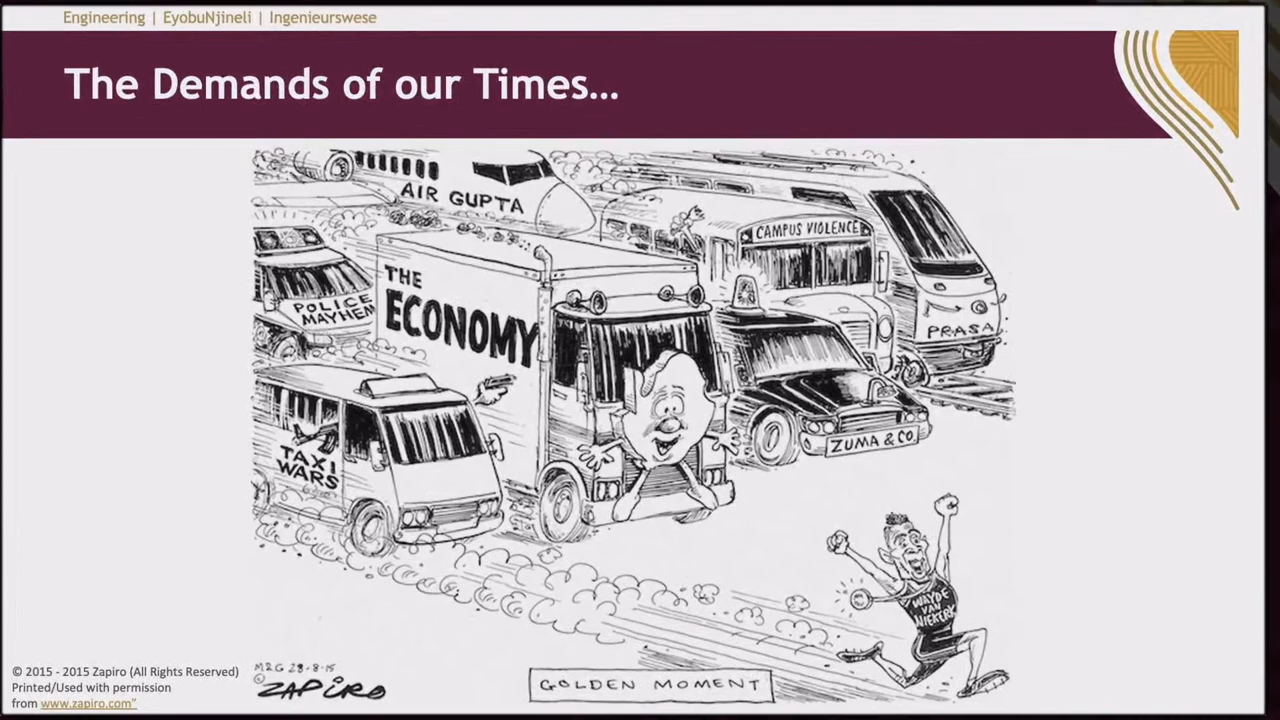 Engineering | EyobuNjineli | Ingenieurswese
The Demands of our Times...
AIR GUPTA
CAMPUS VIOLENCE
THE
ECONOMY
POLICE
MAYHEM
PRASA
ZUMA & CO.
TAXI
WARS
WAYDE
VAN
NIEKERK
© 2015 - 2015 Zapiro (All Rights Reserved)
Printed/Used with permission
from www.zapiro.com”
M&G 28-8-15
© ZAPIRO
GOLDEN MOMENT